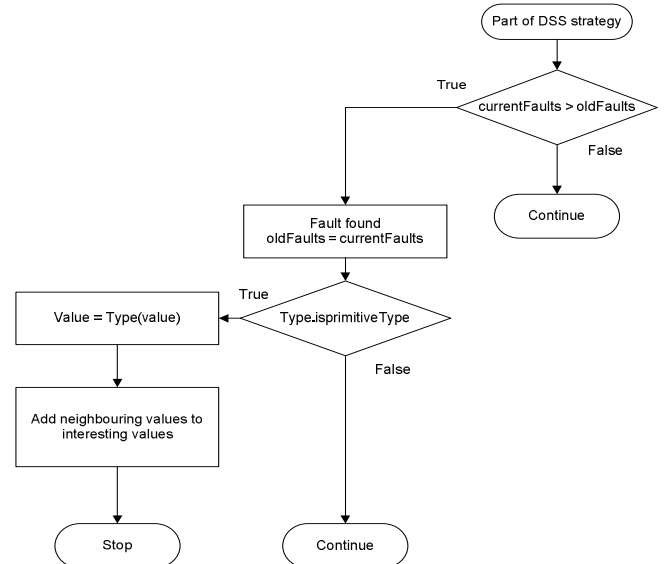 Part of DSS strategy
True
currentFaults > oldFaults
False
Continue
Fault found
oldFaults = currentFaults
True
Value = Type(value)
Type.isprimitiveType
False
Add neighbouring values to
interesting values
Stop
Continue